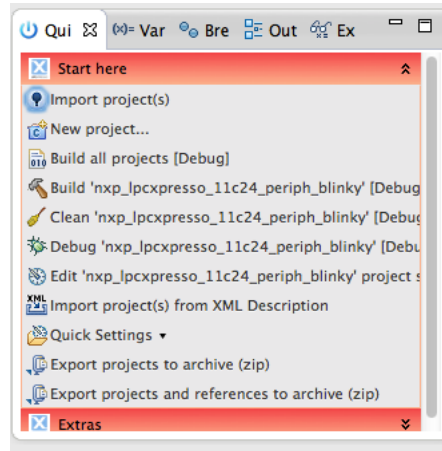 Qui (x)= Var Bre Out Ex
Start here
Import project(s)
New project...
Build all projects [Debug]
Build 'nxp_lpcxpresso_11c24_periph_blinky' [Debug
Clean 'nxp_lpcxpresso_11c24_periph_blinky' [Debug
Debug 'nxp_lpcxpresso_11c24_periph_blinky' [Debu
Edit 'nxp_lpcxpresso_11c24_periph_blinky' project s
XML Import project(s) from XML Description
Quick Settings
Export projects to archive (zip)
Export projects and references to archive (zip)
Extras